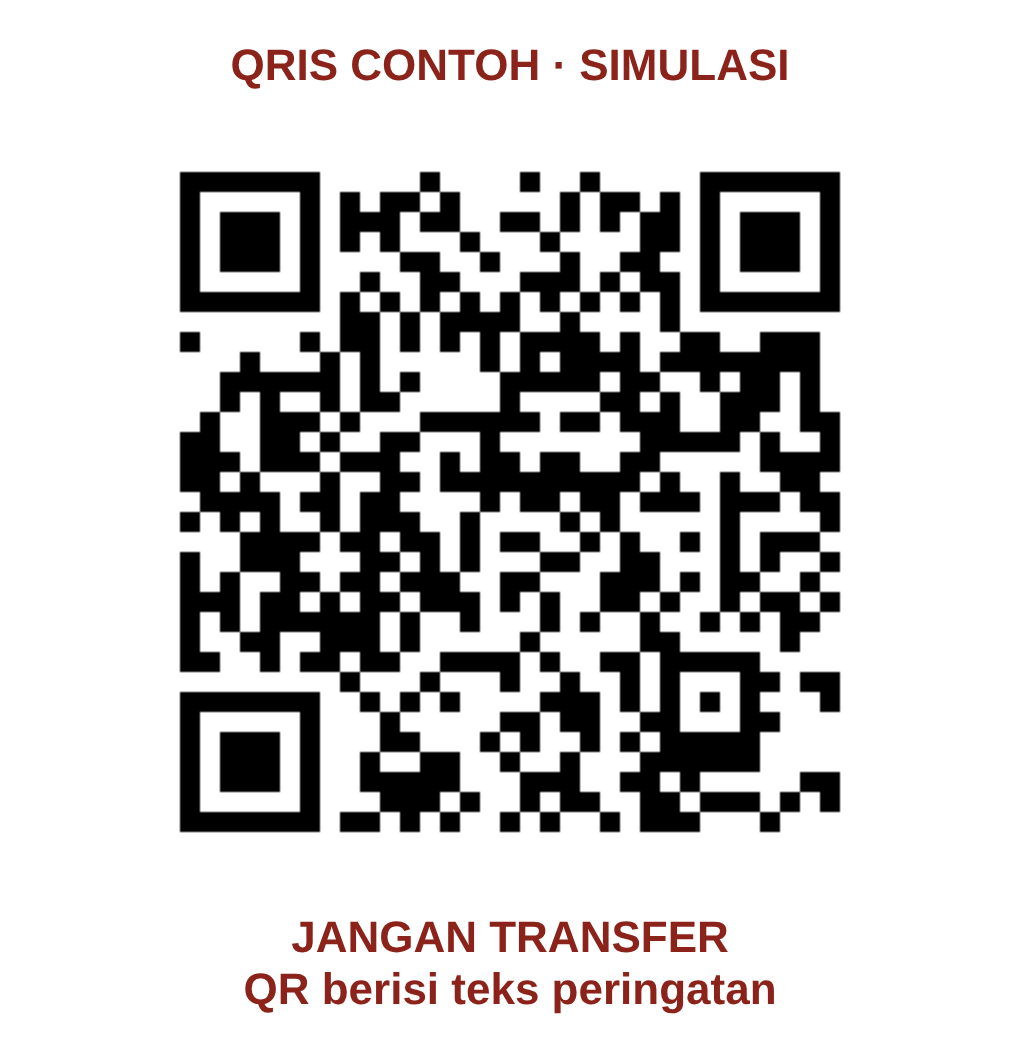 QRIS CONTOH · SIMULASI
JANGAN TRANSFER
QR berisi teks peringatan